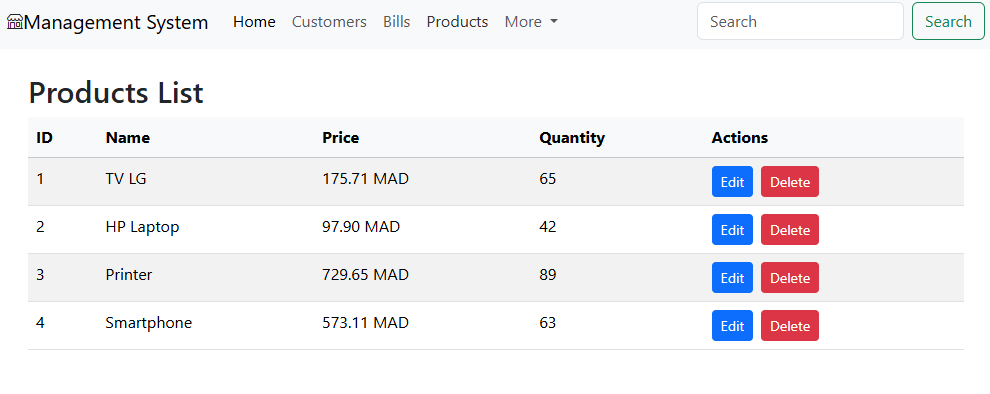 Management System Home Customers Bills Products More Search Search
Products List
ID Name Price Quantity Actions
1 TV LG 175.71 MAD 65 Edit Delete
2 HP Laptop 97.90 MAD 42 Edit Delete
3 Printer 729.65 MAD 89 Edit Delete
4 Smartphone 573.11 MAD 63 Edit Delete